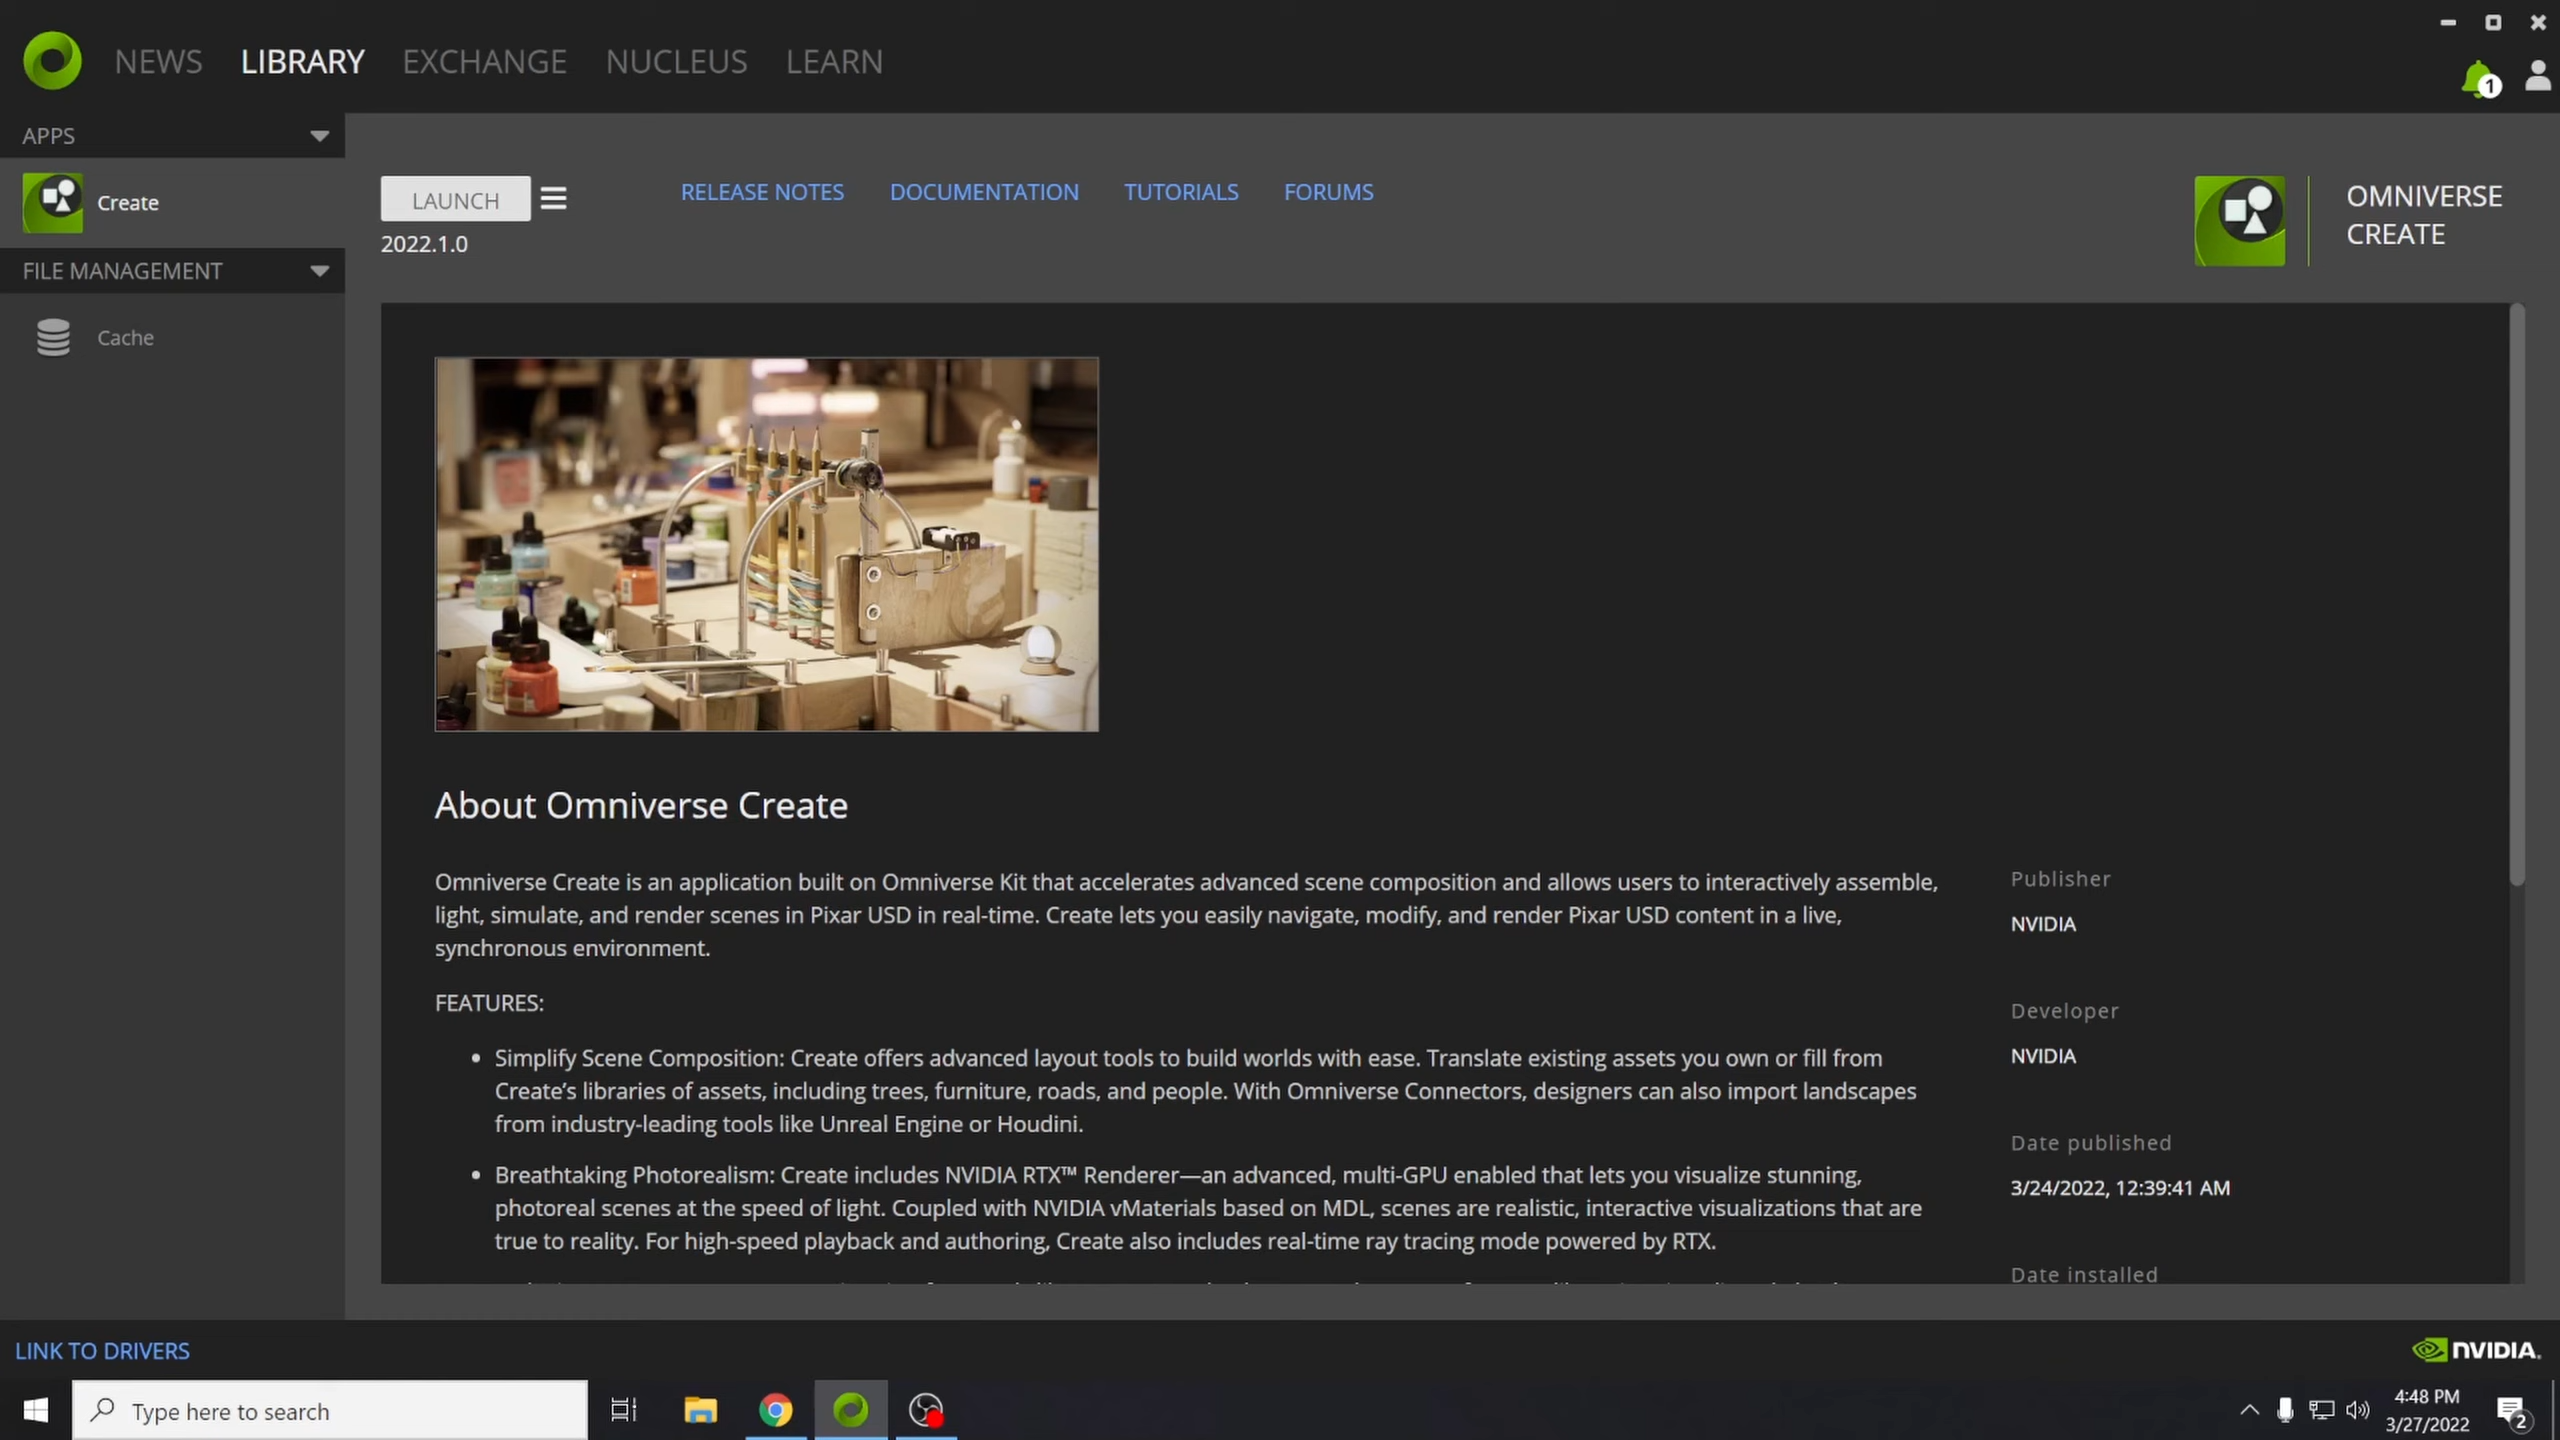 NEWS LIBRARY EXCHANGE NUCLEUS LEARN
1
APPS
Create
FILE MANAGEMENT
Cache
LAUNCH
2022.1.0
RELEASE NOTES DOCUMENTATION TUTORIALS FORUMS
OMNIVERSE
CREATE
About Omniverse Create
Omniverse Create is an application built on Omniverse Kit that accelerates advanced scene composition and allows users to interactively assemble,
light, simulate, and render scenes in Pixar USD in real-time. Create lets you easily navigate, modify, and render Pixar USD content in a live,
synchronous environment.
FEATURES:
• Simplify Scene Composition: Create offers advanced layout tools to build worlds with ease. Translate existing assets you own or fill from
Create’s libraries of assets, including trees, furniture, roads, and people. With Omniverse Connectors, designers can also import landscapes
from industry-leading tools like Unreal Engine or Houdini.
• Breathtaking Photorealism: Create includes NVIDIA RTX™ Renderer—an advanced, multi-GPU enabled that lets you visualize stunning,
photoreal scenes at the speed of light. Coupled with NVIDIA vMaterials based on MDL, scenes are realistic, interactive visualizations that are
true to reality. For high-speed playback and authoring, Create also includes real-time ray tracing mode powered by RTX.
Publisher
NVIDIA
Developer
NVIDIA
Date published
3/24/2022, 12:39:41 AM
Date installed
LINK TO DRIVERS
NVIDIA.
Type here to search
4:48 PM
3/27/2022
2